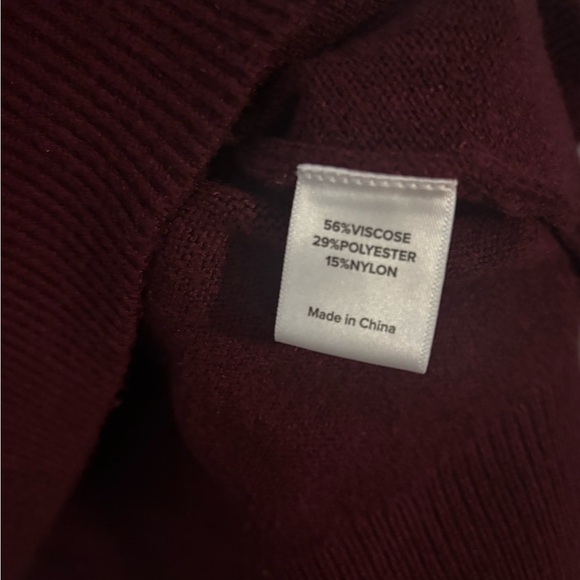 56%VISCOSE
29%POLYESTER
15%NYLON
Made in China